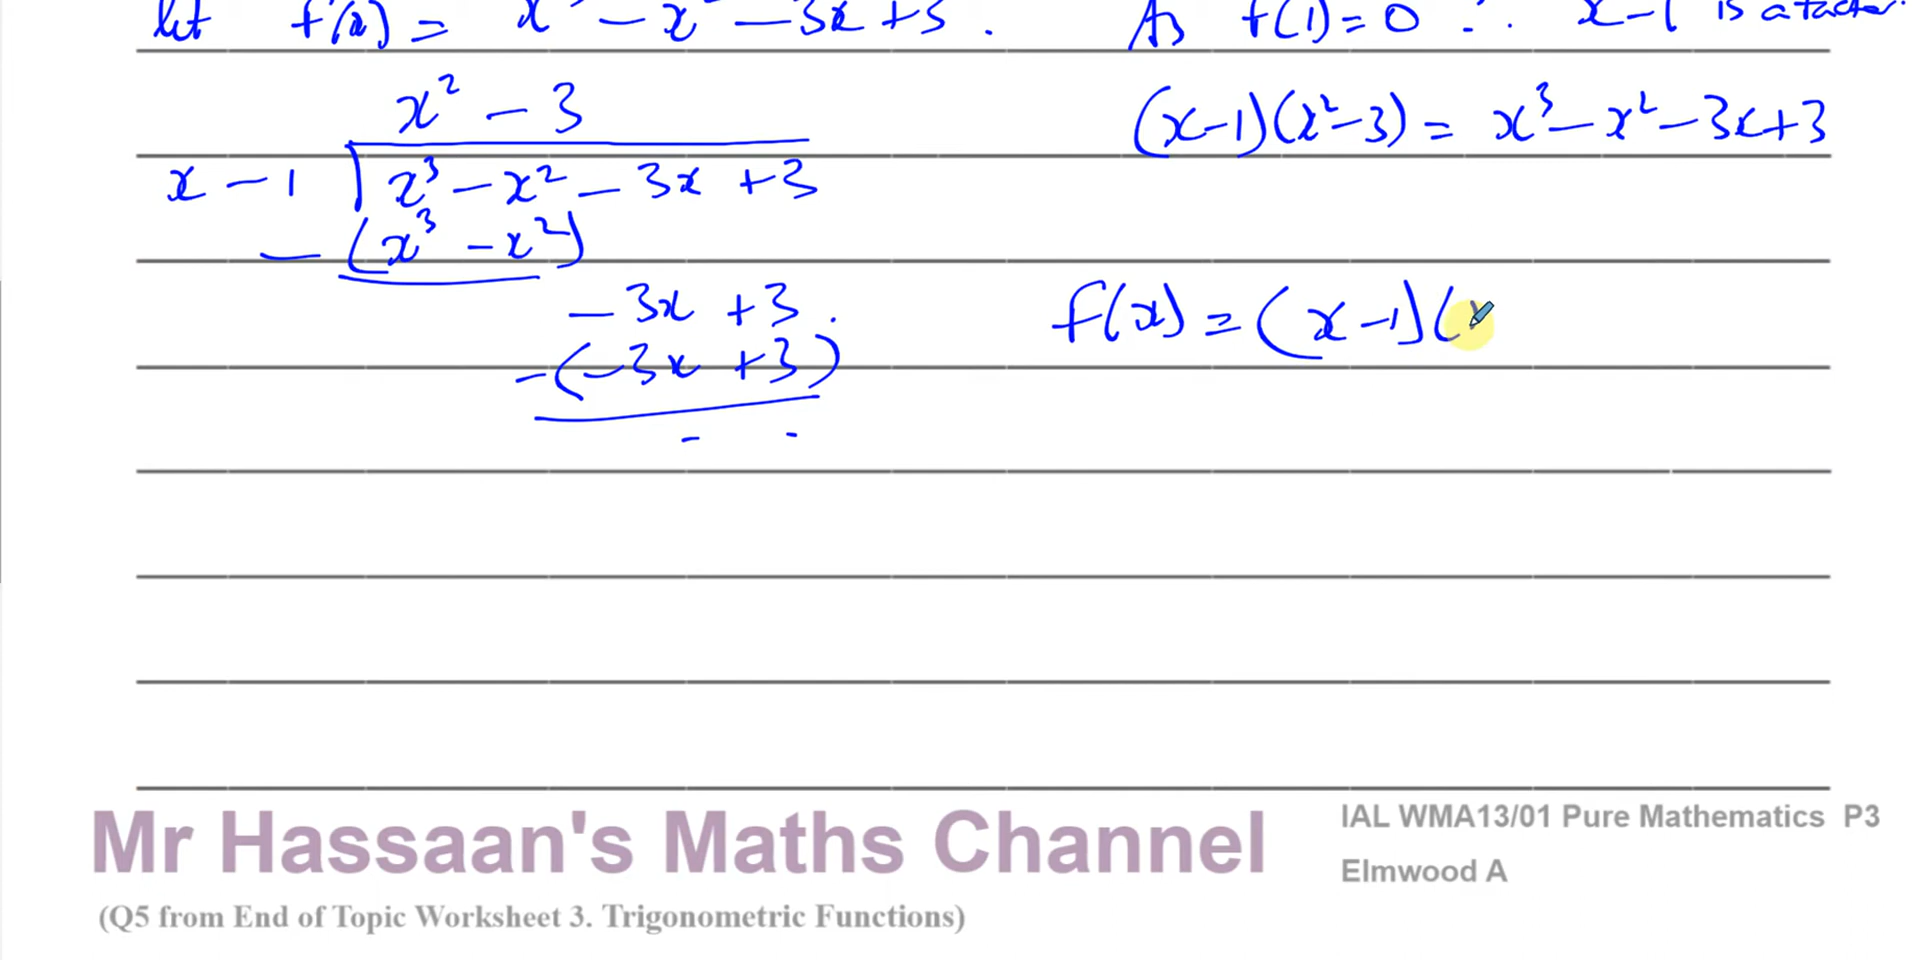 let f(x) = x³ - x² - 3x + 3 . As f(1) = 0 ∴ x - 1 is a factor.
x² - 3
(x-1)(x²-3) = x³ - x² - 3x + 3
x - 1 x³ - x² - 3x + 3
- (x³ - x²)
- 3x + 3 .
f(x) = (x - 1)(
-(-3x + 3)
- -
Mr Hassaan's Maths Channel
IAL WMA13/01 Pure Mathematics P3
Elmwood A
(Q5 from End of Topic Worksheet 3. Trigonometric Functions)